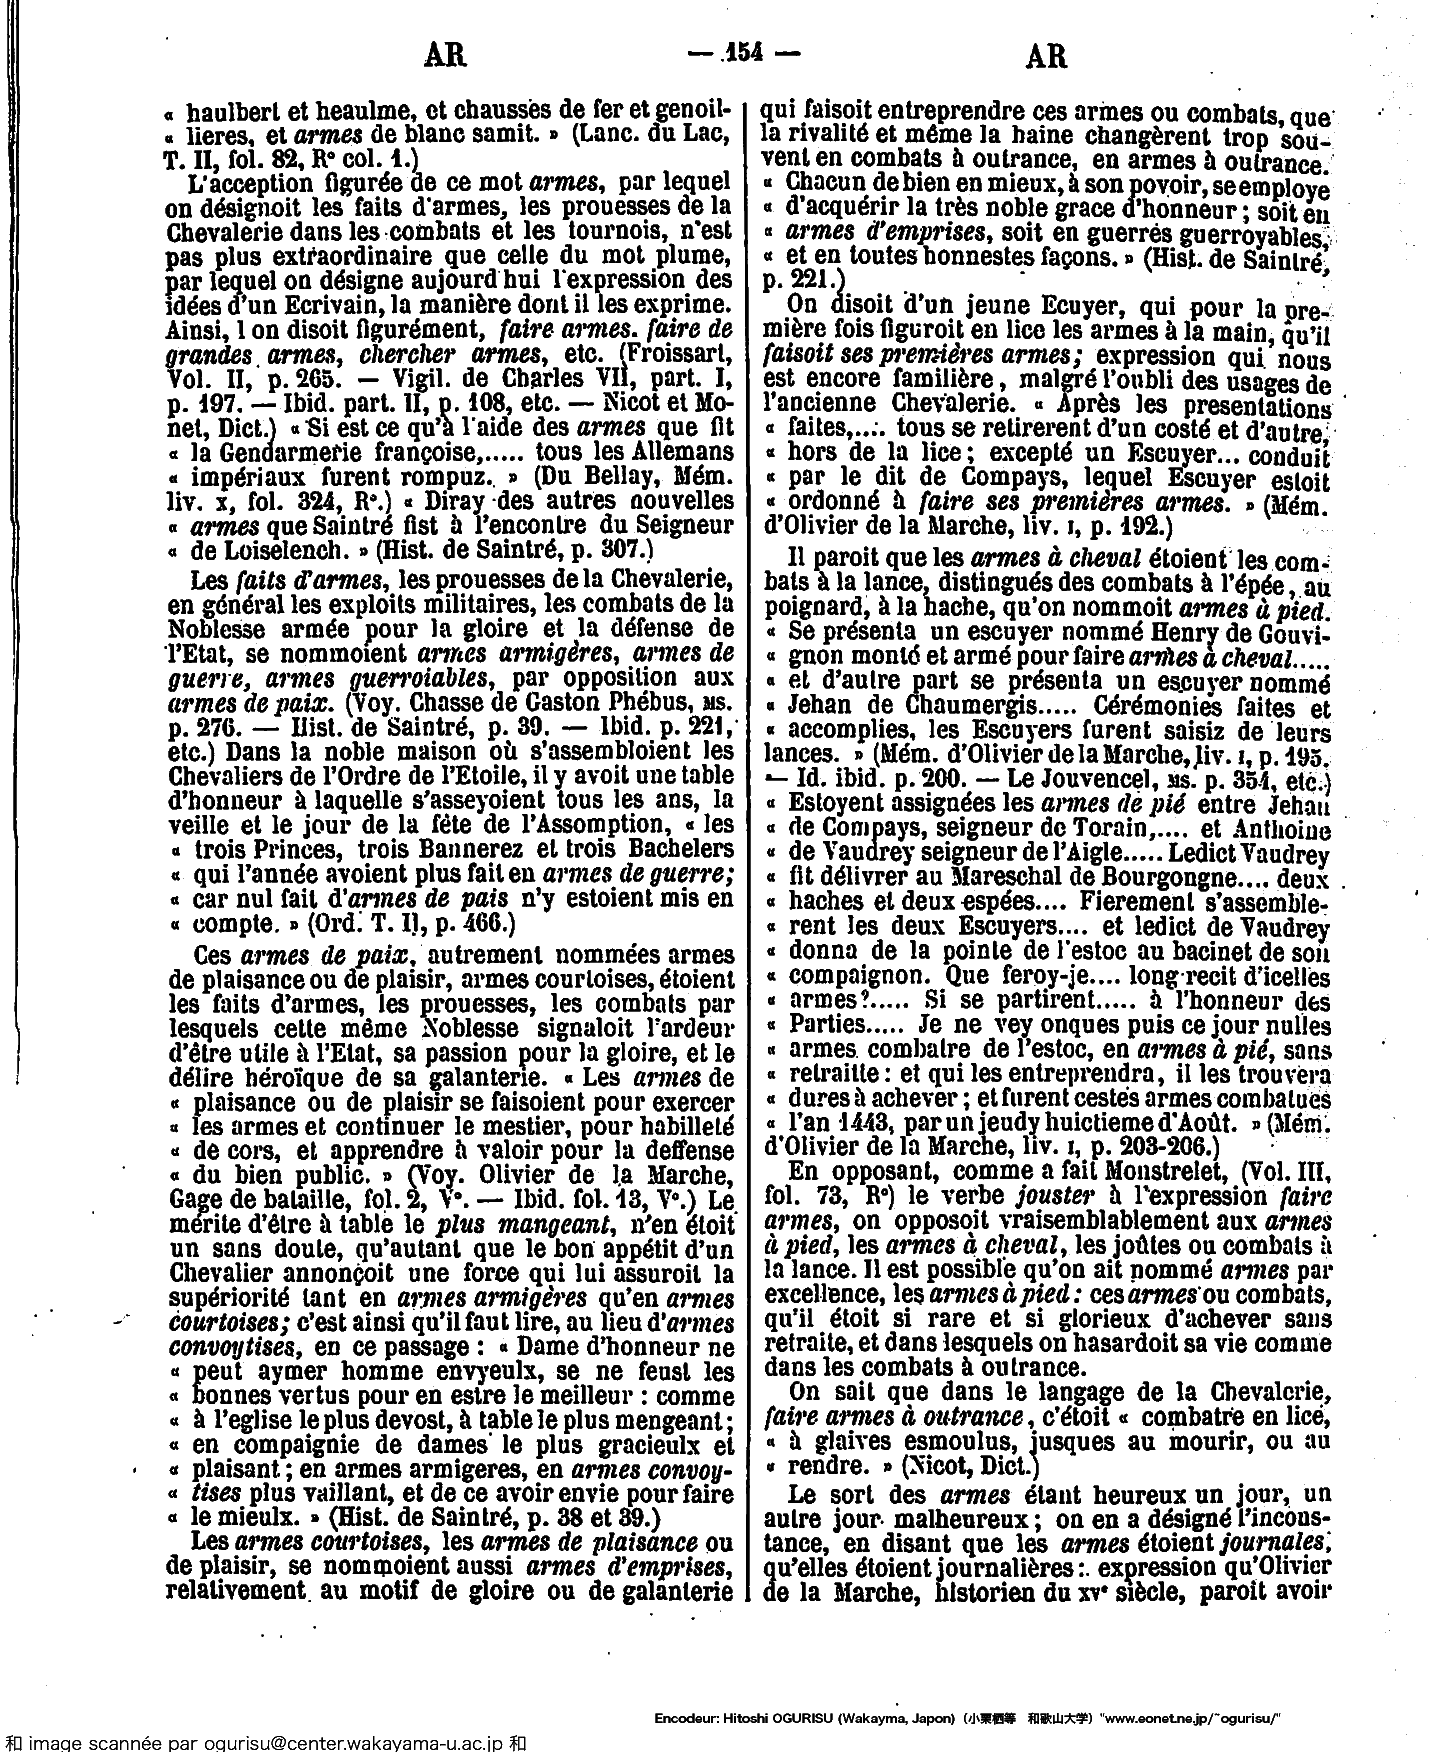 AR — 154 — AR
« haulbert et heaulme, et chausses de fer et genoil-
« lieres, et armes de blanc samit. » (Lanc. du Lac,
T. II, fol. 82, R° col. 1.)
L'acception figurée de ce mot armes, par lequel
on désignoit les faits d'armes, les prouesses de la
Chevalerie dans les combats et les tournois, n'est
pas plus extraordinaire que celle du mot plume,
par lequel on désigne aujourd'hui l'expression des
idées d'un Ecrivain, la manière dont il les exprime.
Ainsi, l on disoit figurément, faire armes. faire de
grandes armes, chercher armes, etc. (Froissart,
Vol. II, p. 265. — Vigil. de Charles VII, part. I,
p. 197. — Ibid. part. II, p. 108, etc. — Nicot et Mo-
net, Dict.) « Si est ce qu'à l'aide des armes que fit
« la Gendarmerie françoise,..... tous les Allemans
« impériaux furent rompuz. » (Du Bellay, Mém.
liv. x, fol. 324, R°.) « Diray des autres nouvelles
« armes que Saintré fist à l'encontre du Seigneur
« de Loiselench. » (Hist. de Saintré, p. 307.)
Les faits d'armes, les prouesses de la Chevalerie,
en général les exploits militaires, les combats de la
Noblesse armée pour la gloire et la défense de
l'Etat, se nommoient armes armigères, armes de
guerre, armes guerroiables, par opposition aux
armes de paix. (Voy. Chasse de Gaston Phébus, MS.
p. 276. — Hist. de Saintré, p. 39. — Ibid. p. 221,
etc.) Dans la noble maison où s'assembloient les
Chevaliers de l'Ordre de l'Etoile, il y avoit une table
d'honneur à laquelle s'asseyoient tous les ans, la
veille et le jour de la fête de l'Assomption, « les
« trois Princes, trois Bannerez et trois Bachelers
« qui l'année avoient plus fait en armes de guerre;
« car nul fait d'armes de pais n'y estoient mis en
« compte. » (Ord. T. II, p. 466.)
Ces armes de paix, autrement nommées armes
de plaisance ou de plaisir, armes courtoises, étoient
les faits d'armes, les prouesses, les combats par
lesquels cette même Noblesse signaloit l'ardeur
d'être utile à l'Etat, sa passion pour la gloire, et le
délire héroïque de sa galanterie. « Les armes de
« plaisance ou de plaisir se faisoient pour exercer
« les armes et continuer le mestier, pour habilleté
« de cors, et apprendre à valoir pour la deffense
« du bien public. » (Voy. Olivier de la Marche,
Gage de bataille, fol. 2, V°. — Ibid. fol. 13, V°.) Le
mérite d'être à table le plus mangeant, n'en étoit
un sans doute, qu'autant que le bon appétit d'un
Chevalier annonçoit une force qui lui assuroit la
supériorité tant en armes armigères qu'en armes
courtoises; c'est ainsi qu'il faut lire, au lieu d'armes
convoytises, en ce passage : « Dame d'honneur ne
« peut aymer homme envyeulx, se ne feust les
« bonnes vertus pour en estre le meilleur : comme
« à l'eglise le plus devost, à table le plus mengeant;
« en compaignie de dames le plus gracieulx et
« plaisant; en armes armigeres, en armes convoy-
« tises plus vaillant, et de ce avoir envie pour faire
« le mieulx. » (Hist. de Saintré, p. 38 et 39.)
Les armes courtoises, les armes de plaisance ou
de plaisir, se nommoient aussi armes d'emprises,
relativement au motif de gloire ou de galanterie
qui faisoit entreprendre ces armes ou combats, que
la rivalité et même la haine changèrent trop sou-
vent en combats à outrance, en armes à outrance.
« Chacun de bien en mieux, à son povoir, se employe
« d'acquérir la très noble grace d'honneur; soit en
« armes d'emprises, soit en guerres guerroyables,
« et en toutes honnestes façons. » (Hist. de Saintré,
p. 221.)
On disoit d'un jeune Ecuyer, qui pour la pre-
mière fois figuroit en lice les armes à la main, qu'il
faisoit ses premières armes; expression qui nous
est encore familière, malgré l'oubli des usages de
l'ancienne Chevalerie. « Après les presentations
« faites,.... tous se retirerent d'un costé et d'autre,
« hors de la lice; excepté un Escuyer... conduit
« par le dit de Compays, lequel Escuyer estoit
« ordonné à faire ses premières armes. » (Mém.
d'Olivier de la Marche, liv. I, p. 192.)
Il paroit que les armes à cheval étoient les com-
bats à la lance, distingués des combats à l'épée, au
poignard, à la hache, qu'on nommoit armes à pied.
« Se présenta un escuyer nommé Henry de Gouvi-
« gnon monté et armé pour faire armes à cheval.....
« et d'autre part se présenta un escuyer nommé
« Jehan de Chaumergis..... Cérémonies faites et
« accomplies, les Escuyers furent saisiz de leurs
lances. » (Mém. d'Olivier de la Marche, liv. I, p. 195.
— Id. ibid. p. 200. — Le Jouvencel, MS. p. 354, etc.)
« Estoyent assignées les armes de pié entre Jehan
« de Compays, seigneur de Torain,.... et Anthoine
« de Vaudrey seigneur de l'Aigle..... Ledict Vaudrey
« fit délivrer au Mareschal de Bourgongne.... deux
« haches et deux espées.... Fierement s'assemble-
« rent les deux Escuyers.... et ledict de Vaudrey
« donna de la pointe de l'estoc au bacinet de son
« compaignon. Que feroy-je.... long recit d'icelles
« armes?..... Si se partirent..... à l'honneur des
« Parties..... Je ne vey onques puis ce jour nulles
« armes combatre de l'estoc, en armes à pié, sans
« retraitte : et qui les entreprendra, il les trouvera
« dures à achever; et furent cestes armes combatues
« l'an 1443, par un jeudy huictieme d'Août. » (Mém.
d'Olivier de la Marche, liv. I, p. 203-206.)
En opposant, comme a fait Monstrelet, (Vol. III,
fol. 73, R°) le verbe jouster à l'expression faire
armes, on opposoit vraisemblablement aux armes
à pied, les armes à cheval, les joûtes ou combats à
la lance. Il est possible qu'on ait nommé armes par
excellence, les armes à pied : ces armes ou combats,
qu'il étoit si rare et si glorieux d'achever sans
retraite, et dans lesquels on hasardoit sa vie comme
dans les combats à outrance.
On sait que dans le langage de la Chevalerie,
faire armes à outrance, c'étoit « combatre en lice,
« à glaives esmoulus, jusques au mourir, ou au
« rendre. » (Nicot, Dict.)
Le sort des armes étant heureux un jour, un
autre jour malheureux; on en a désigné l'incons-
tance, en disant que les armes étoient journales,
qu'elles étoient journalières : expression qu'Olivier
de la Marche, historien du XVe siècle, paroit avoir
Encodeur: Hitoshi OGURISU (Wakayma, Japon) (小栗栖等 和歌山大学) "www.eonet.ne.jp/~ogurisu/"
和 image scannée par ogurisu@center.wakayama-u.ac.jp 和